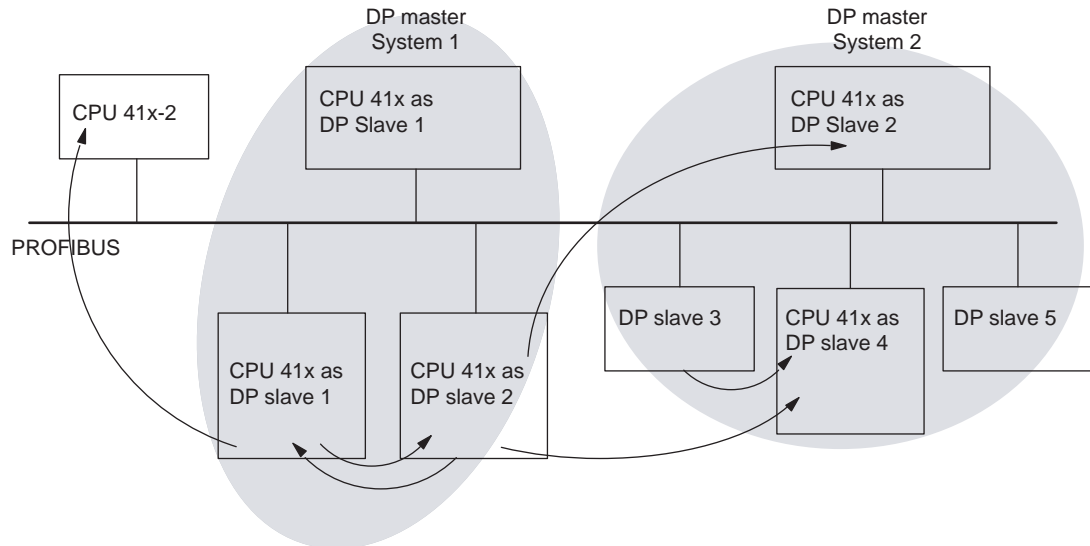 DP master
System 1
DP master
System 2
CPU 41x-2
CPU 41x as
DP Slave 1
CPU 41x as
DP Slave 2
PROFIBUS
CPU 41x as
DP slave 1
CPU 41x as
DP slave 2
DP slave 3
CPU 41x as
DP slave 4
DP slave 5